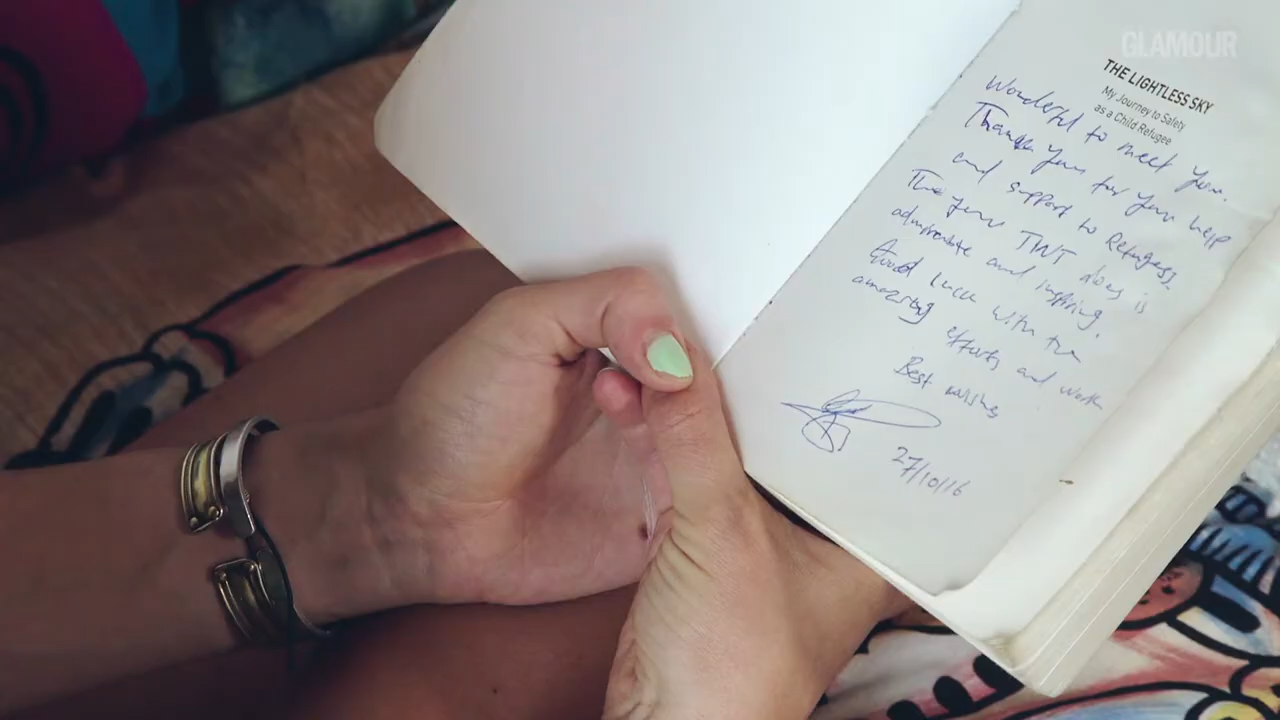 GLAMOUR
THE LIGHTLESS SKY
My Journey to Safety
as a Child Refugee
Wonderful to meet you.
Thank you for your help
and support to Refugees.
The your TWT does is
admirable and inspiring.
Good luck with the
amazing efforts and work
Best wishes
27/10/16